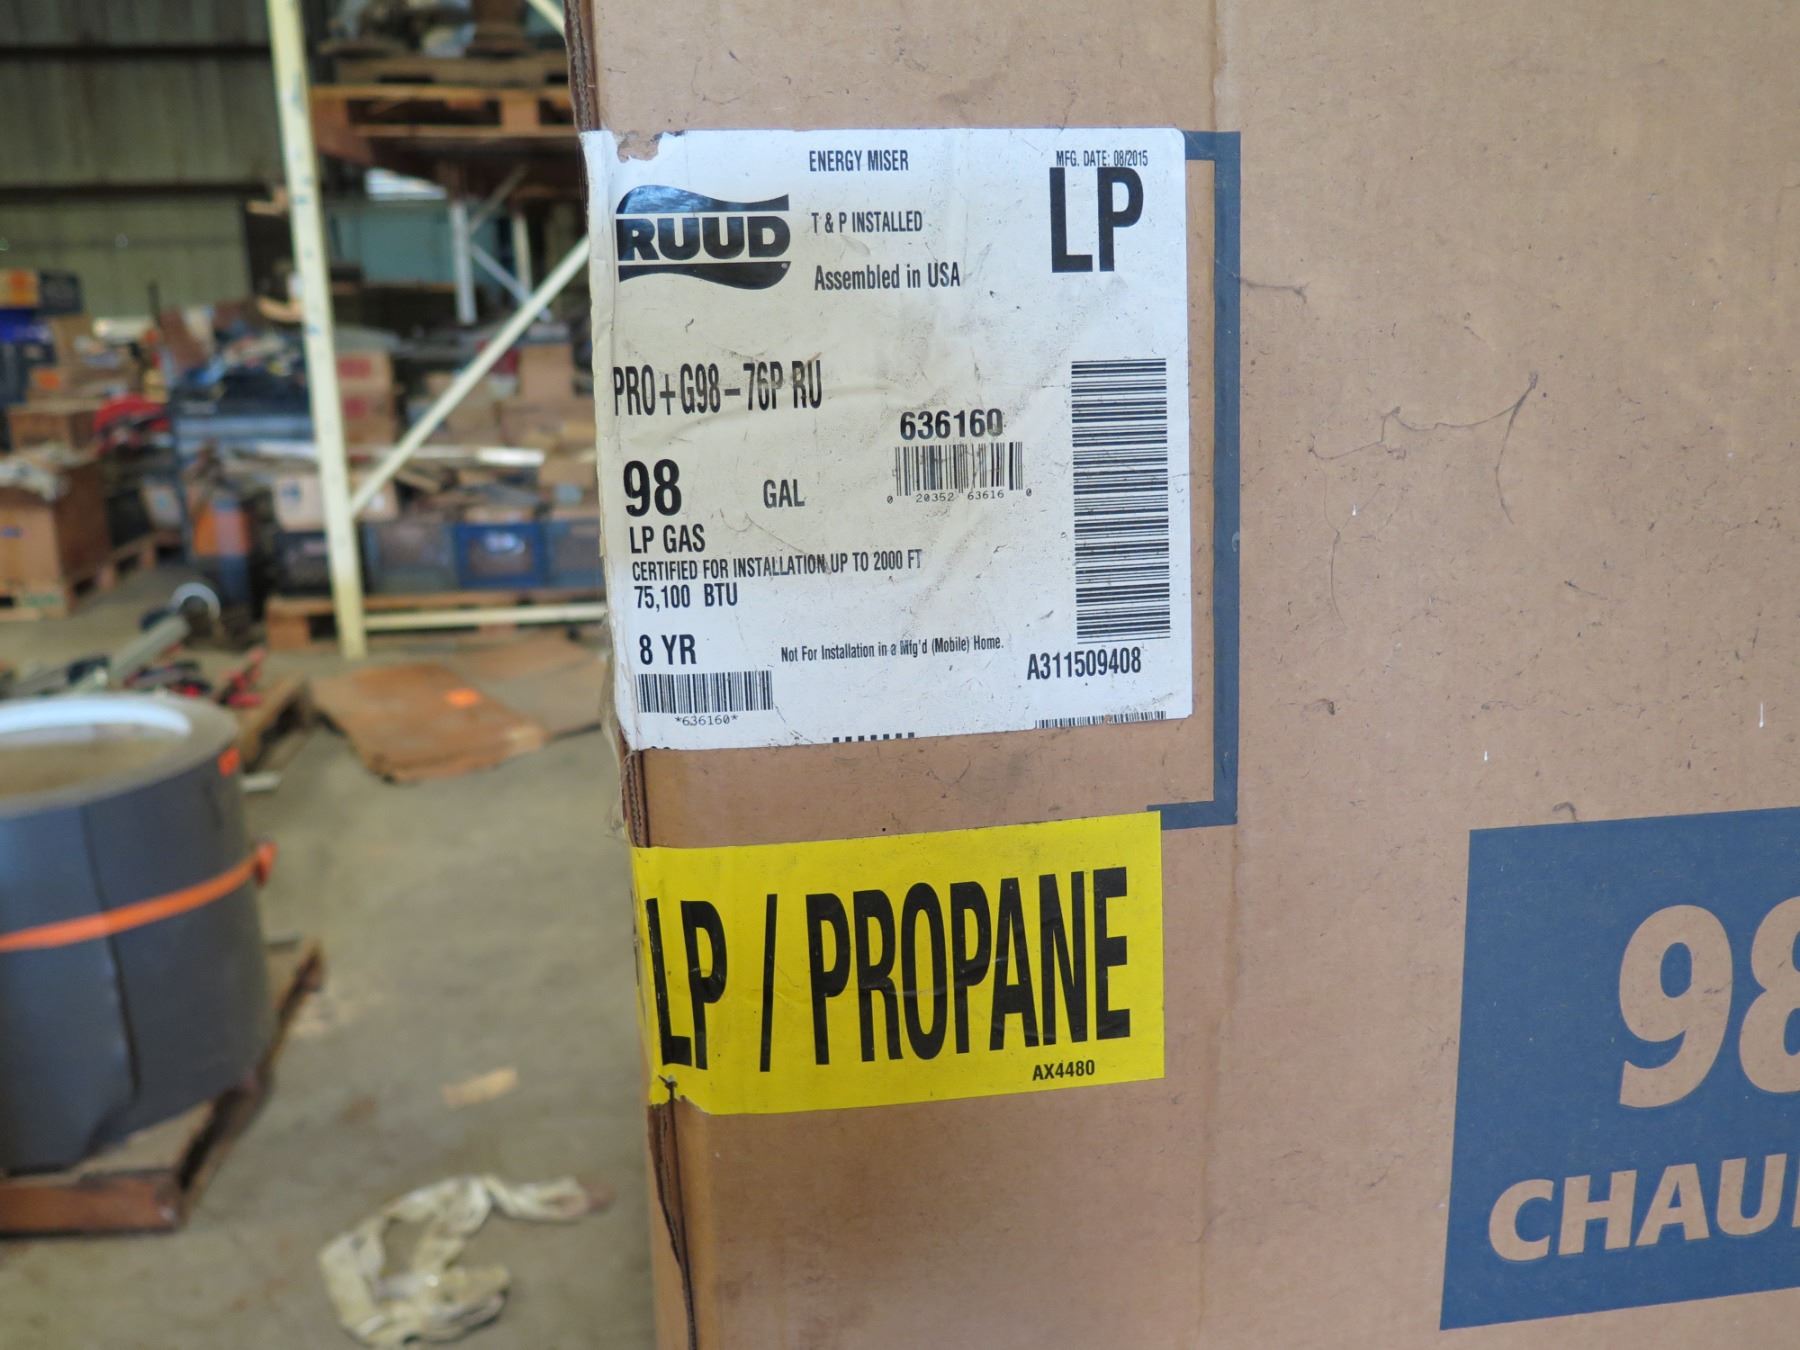 ENERGY MISER
MFG. DATE: 08/2015
LP
RUUD
T & P INSTALLED
Assembled in USA
PRO+G98-76P RU
636160
0 20352 63616 0
98 GAL
LP GAS
CERTIFIED FOR INSTALLATION UP TO 2000 FT
75,100 BTU
8 YR
Not For Installation in a Mfg'd (Mobile) Home.
A311509408
*636160*
LP / PROPANE
AX4480
98
CHAU